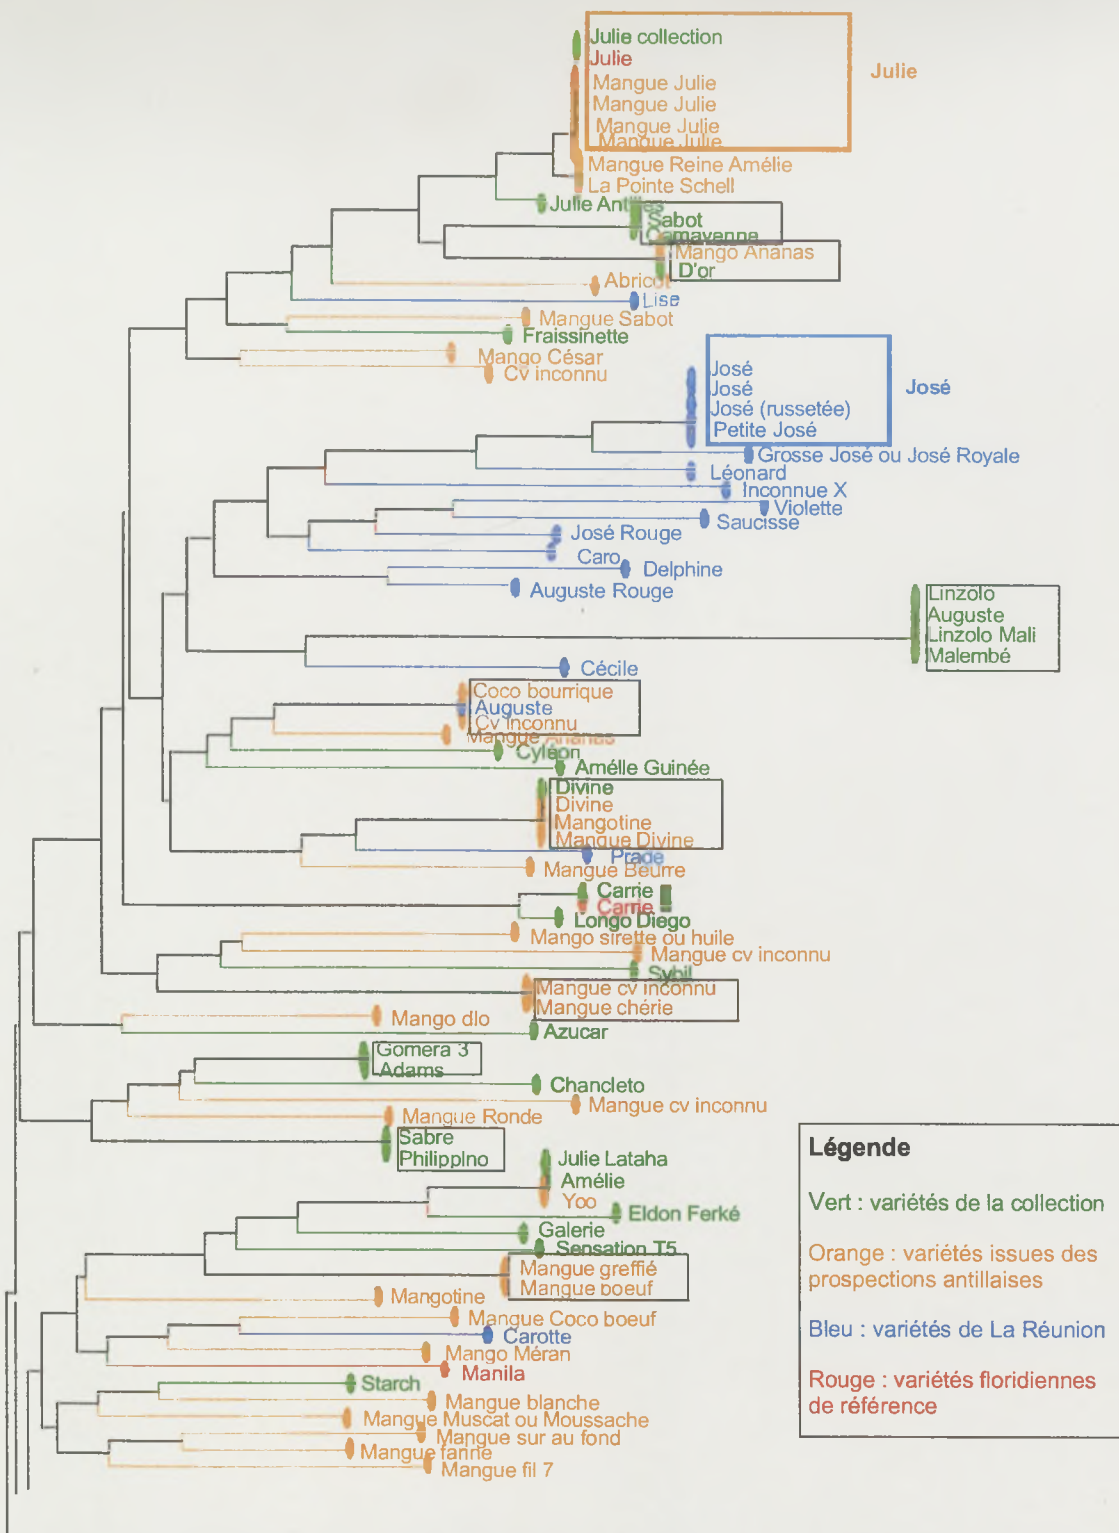 Julie collection
Julie
Mangue Julie
Mangue Julie
Mangue Julie
Mangue Julie
Julie
Mangue Reine Amélie
La Pointe Schell
Julie Antilles
Sabot
Camayenne
Mango Ananas
D'or
Abricot
Lise
Mangue Sabot
Fraissinette
Mango César
Cv inconnu
José
José
José (russetée)
Petite José
José
Grosse José ou José Royale
Léonard
Inconnue X
Violette
Saucisse
José Rouge
Caro
Delphine
Auguste Rouge
Linzolo
Auguste
Linzolo Mali
Malembé
Cécile
Coco bourrique
Auguste
Cv inconnu
Mangue Ananas
Cyléon
Amélie Guinée
Divine
Divine
Mangotine
Mangue Divine
Prade
Mangue Beurre
Carrie
Carrie
Longo Diego
Mango sirette ou huile
Mangue cv inconnu
Sybil
Mangue cv inconnu
Mangue chérie
Mango dlo
Azucar
Gomera 3
Adams
Chancleto
Mangue cv inconnu
Mangue Ronde
Sabre
Philippino
Julie Lataha
Amélie
Yoo
Eldon Ferké
Galerie
Sensation T5
Mangue greffié
Mangue boeuf
Mangotine
Mangue Coco boeuf
Carotte
Mango Méran
Manila
Starch
Mangue blanche
Mangue Muscat ou Moussache
Mangue sur au fond
Mangue farine
Mangue fil 7
Légende
Vert : variétés de la collection
Orange : variétés issues des
prospections antillaises
Bleu : variétés de La Réunion
Rouge : variétés floridiennes
de référence